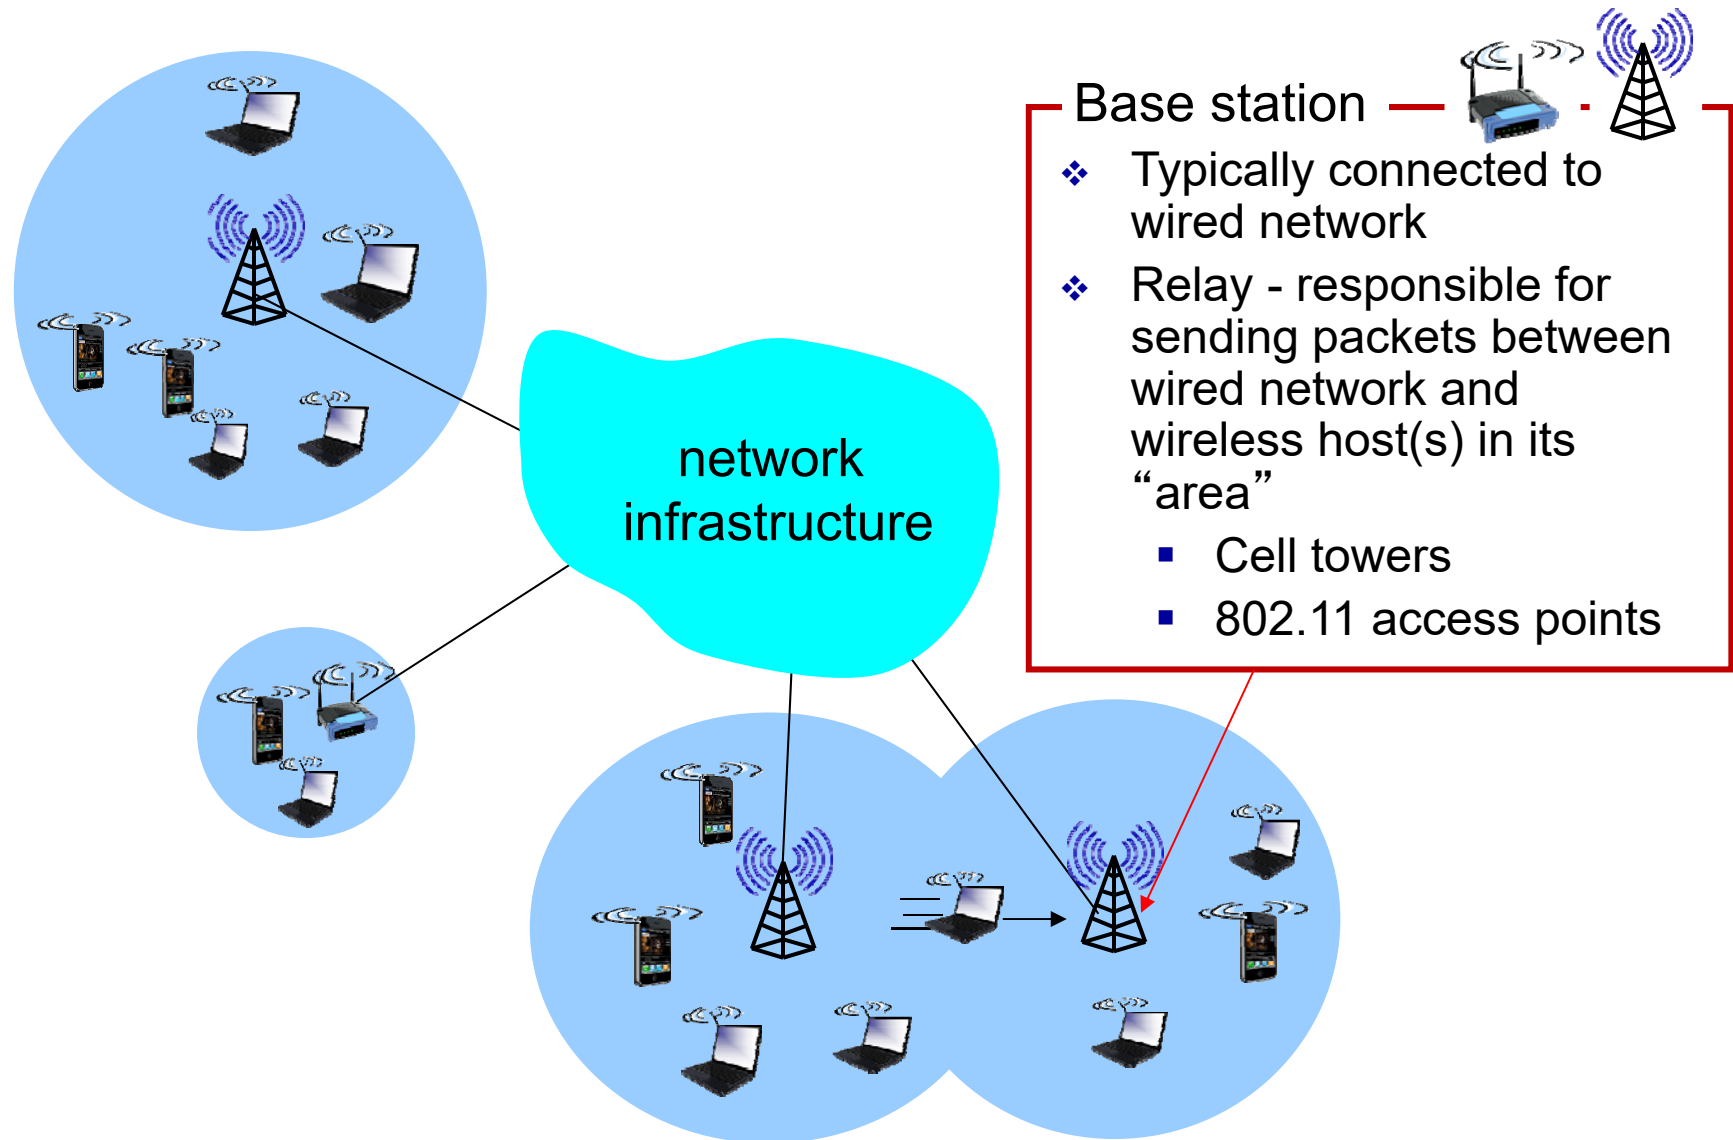 Base station
❖ Typically connected to
wired network
❖ Relay - responsible for
sending packets between
wired network and
wireless host(s) in its
“area”
▪ Cell towers
▪ 802.11 access points
network
infrastructure